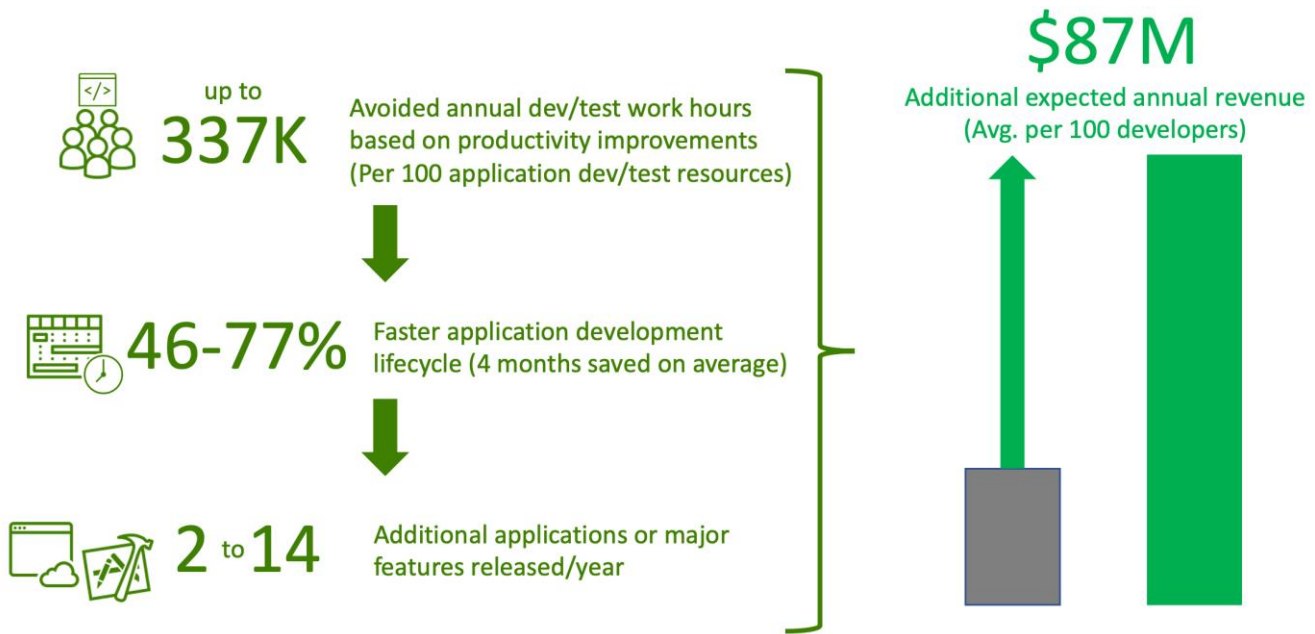 </>
up to
337K
Avoided annual dev/test work hours
based on productivity improvements
(Per 100 application dev/test resources)
46-77%
Faster application development
lifecycle (4 months saved on average)
2 to 14
Additional applications or major
features released/year
$87M
Additional expected annual revenue
(Avg. per 100 developers)